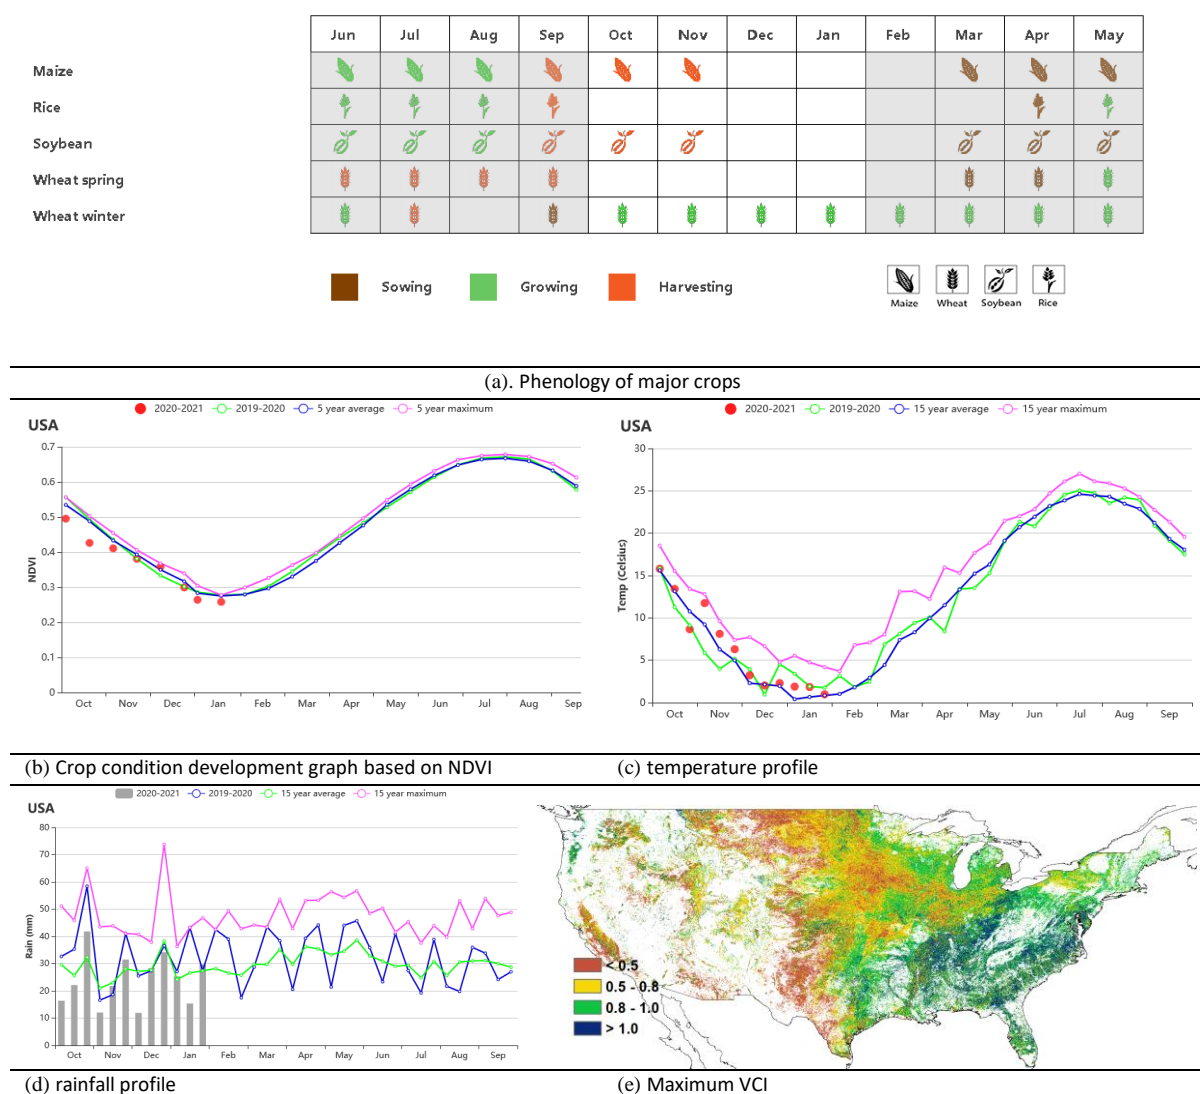 Jun Jul Aug Sep Oct Nov Dec Jan Feb Mar Apr May
Maize
Rice
Soybean
Wheat spring
Wheat winter
Sowing Growing Harvesting
Maize Wheat Soybean Rice
(a). Phenology of major crops
2020-2021 2019-2020 5 year average 5 year maximum
USA
NDVI
0.7
0.6
0.5
0.4
0.3
0.2
0.1
0
Oct Nov Dec Jan Feb Mar Apr May Jun Jul Aug Sep
2020-2021 2019-2020 15 year average 15 year maximum
USA
Temp (Celsius)
30
25
20
15
10
5
0
Oct Nov Dec Jan Feb Mar Apr May Jun Jul Aug Sep
(b) Crop condition development graph based on NDVI
(c) temperature profile
2020-2021 2019-2020 15 year average 15 year maximum
USA
Rain (mm)
80
70
60
50
40
30
20
10
0
Oct Nov Dec Jan Feb Mar Apr May Jun Jul Aug Sep
< 0.5
0.5 - 0.8
0.8 - 1.0
> 1.0
(d) rainfall profile
(e) Maximum VCI